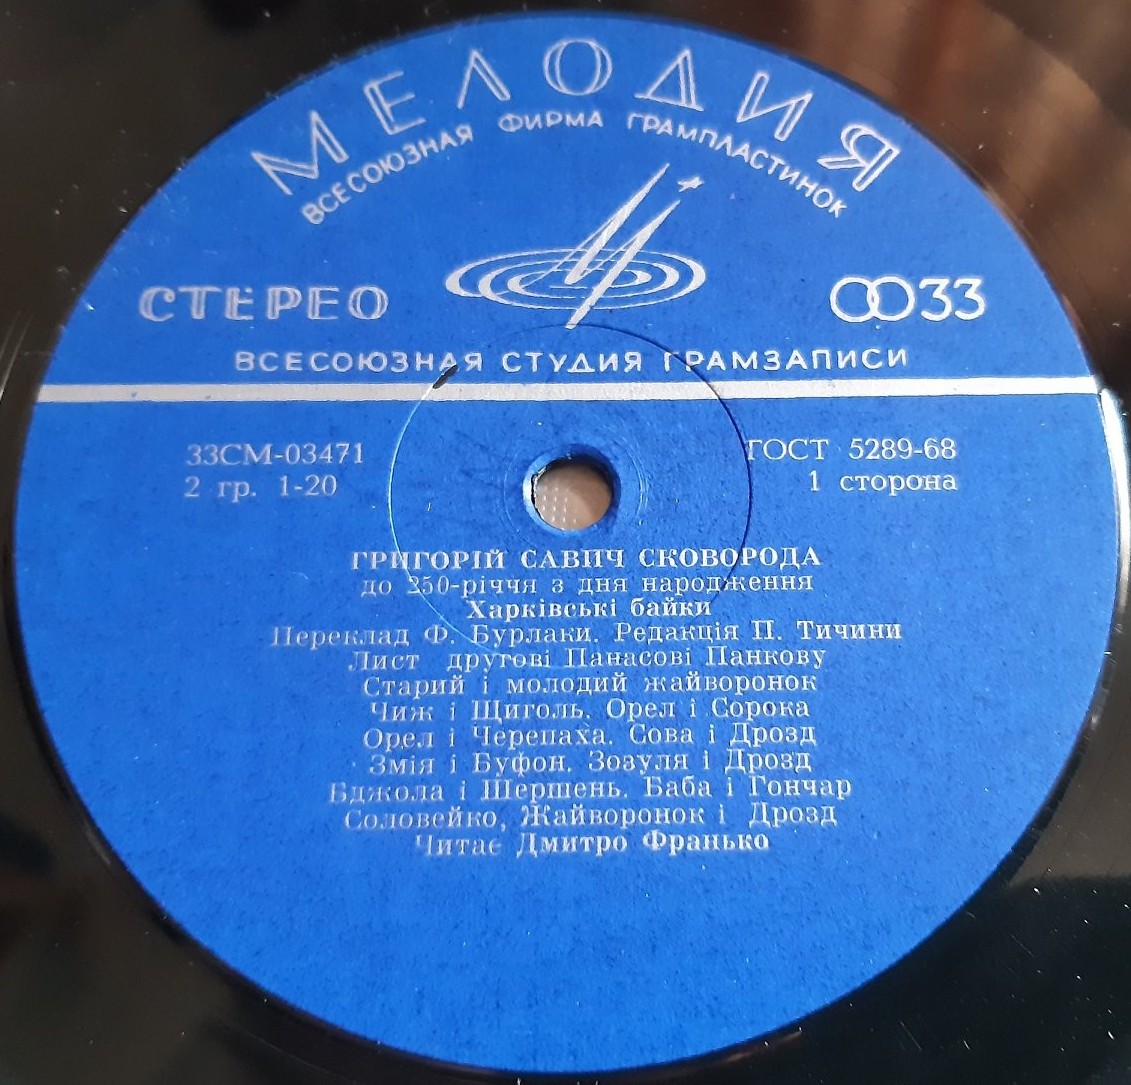 МЕЛОДИЯ
ВСЕСОЮЗНАЯ ФИРМА ГРАМПЛАСТИНОК
СТЕРЕО 33
ВСЕСОЮЗНАЯ СТУДИЯ ГРАМЗАПИСИ
33СМ-03471 ГОСТ 5289-68
2 гр. 1-20 1 сторона
ГРИГОРІЙ САВИЧ СКОВОРОДА
до 250-річчя з дня народження
Харківські байки
Переклад Ф. Бурлаки. Редакція П. Тичини
Лист другові Панасові Панкову
Старий і молодий жайворонок
Чиж і Щиголь. Орел і Сорока
Орел і Черепаха. Сова і Дрозд
Змія і Буфон. Зозуля і Дрозд
Бджола і Шершень. Баба і Гончар
Соловейко, Жайворонок і Дрозд
Читає Дмитро Франько